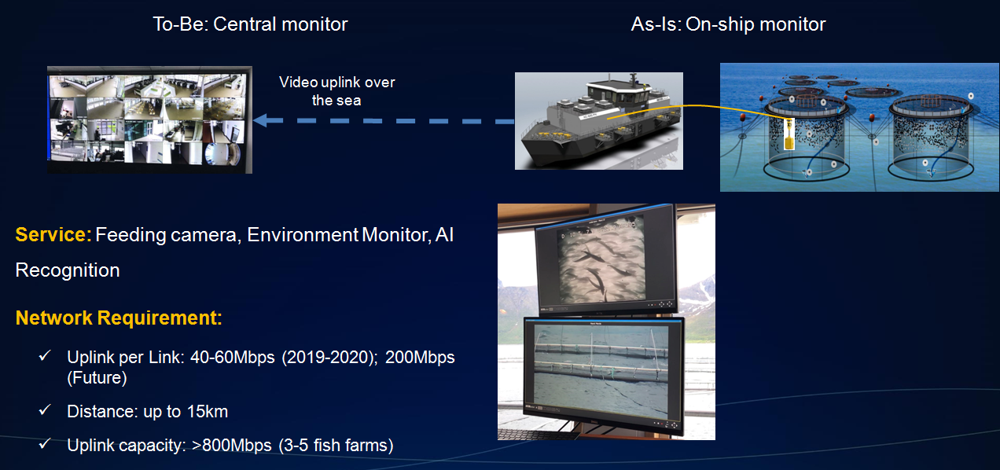 To-Be: Central monitor
As-Is: On-ship monitor
Video uplink over
the sea
Service: Feeding camera, Environment Monitor, AI
Recognition
Network Requirement:
✓ Uplink per Link: 40-60Mbps (2019-2020); 200Mbps
(Future)
✓ Distance: up to 15km
✓ Uplink capacity: >800Mbps (3-5 fish farms)